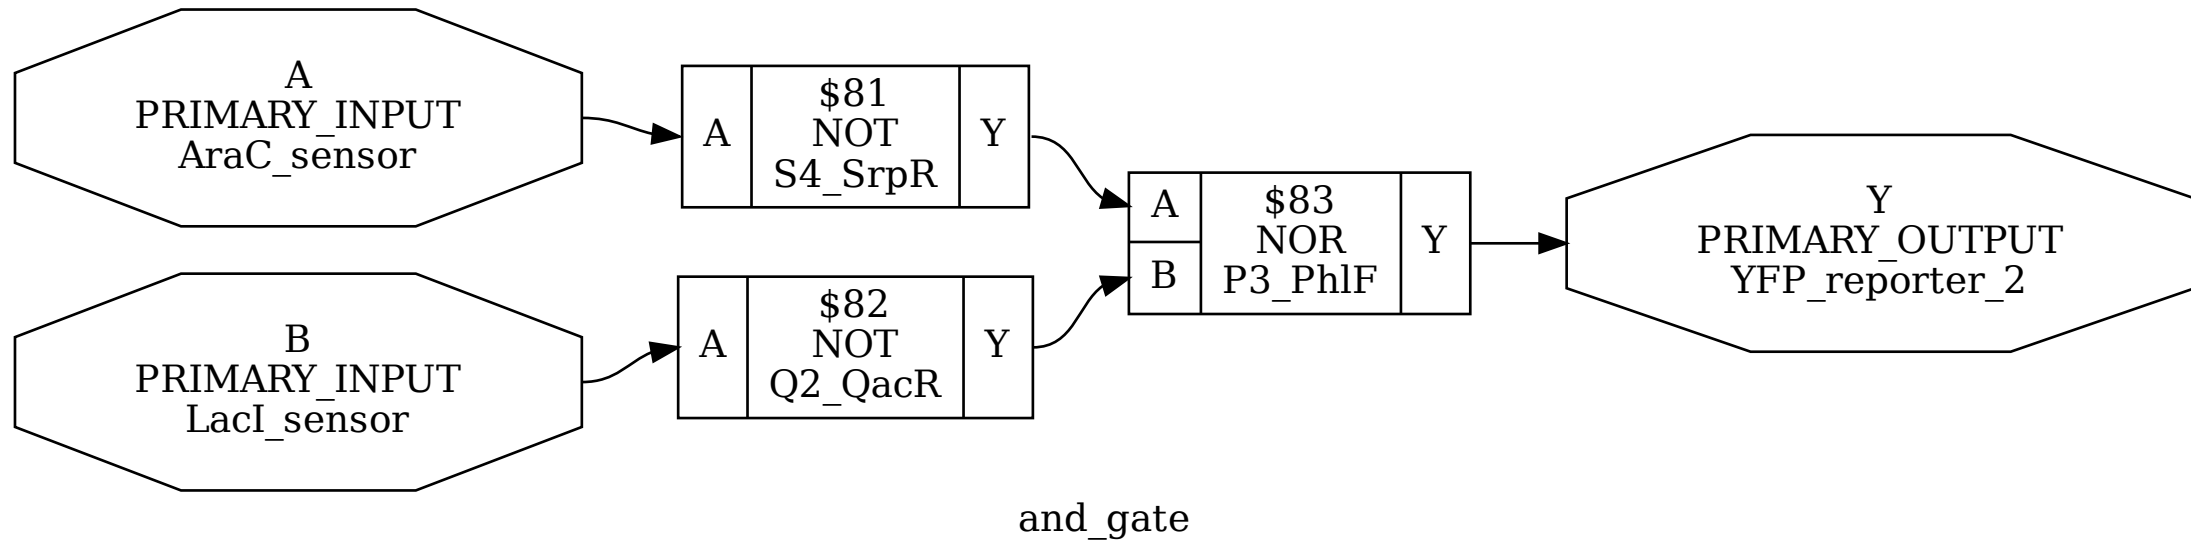 A
PRIMARY_INPUT
AraC_sensor
A
$81
NOT
S4_SrpR
Y
B
PRIMARY_INPUT
LacI_sensor
A
$82
NOT
Q2_QacR
Y
A
B
$83
NOR
P3_PhlF
Y
Y
PRIMARY_OUTPUT
YFP_reporter_2
and_gate